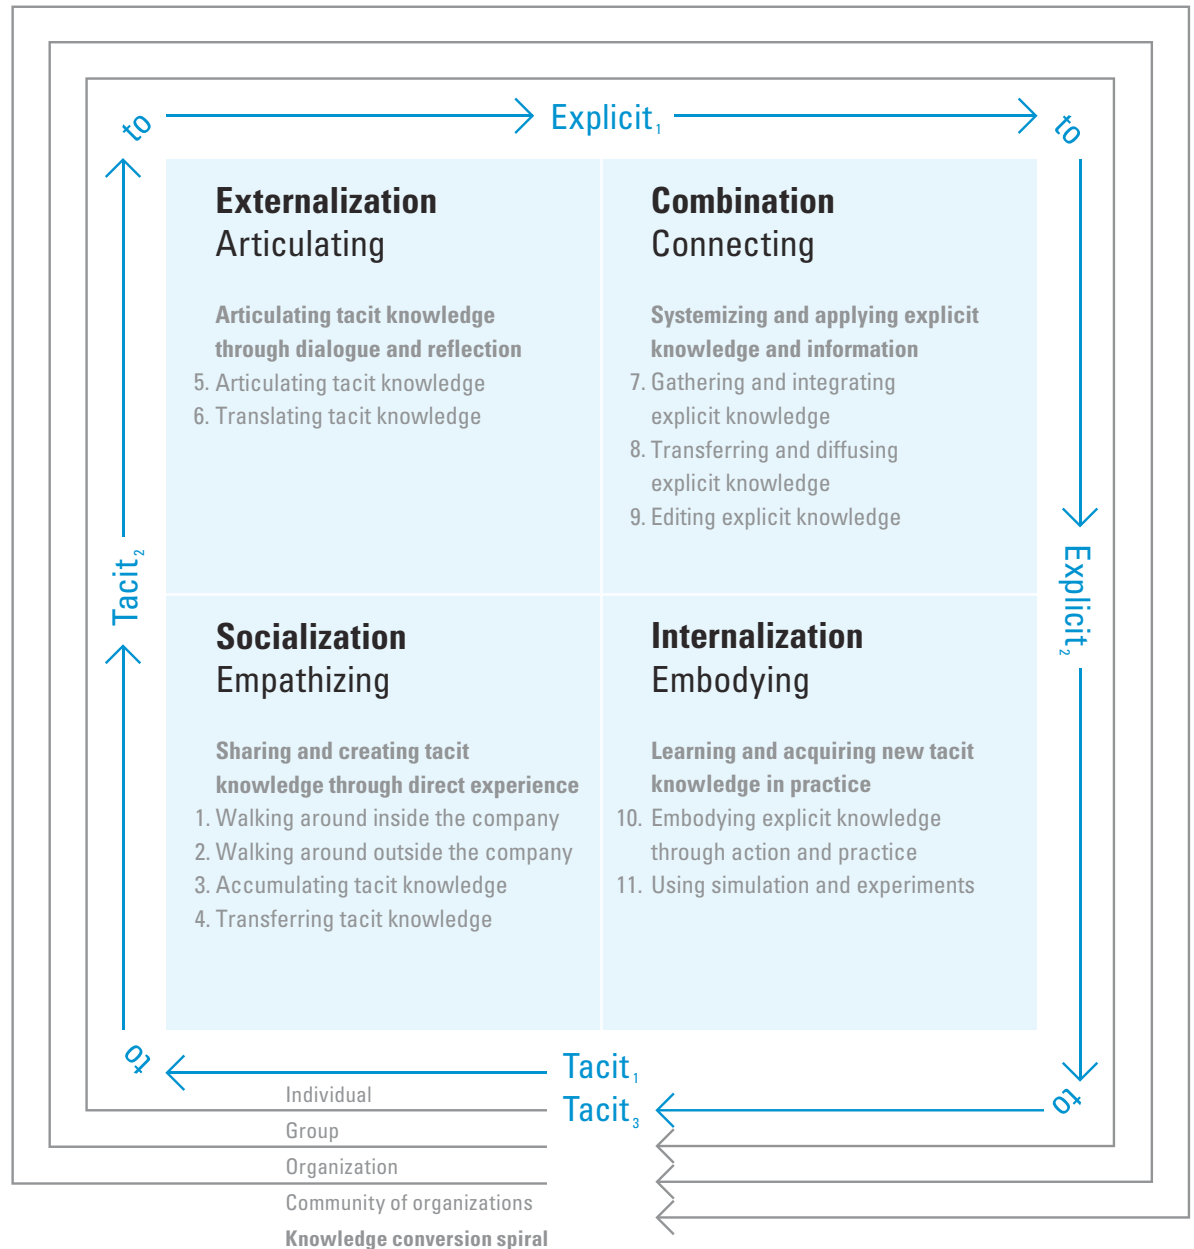 to
Explicit₁
to
Externalization
Articulating
Articulating tacit knowledge
through dialogue and reflection
5. Articulating tacit knowledge
6. Translating tacit knowledge
Combination
Connecting
Systemizing and applying explicit
knowledge and information
7. Gathering and integrating
explicit knowledge
8. Transferring and diffusing
explicit knowledge
9. Editing explicit knowledge
Tacit₂
Explicit₂
Socialization
Empathizing
Sharing and creating tacit
knowledge through direct experience
1. Walking around inside the company
2. Walking around outside the company
3. Accumulating tacit knowledge
4. Transferring tacit knowledge
Internalization
Embodying
Learning and acquiring new tacit
knowledge in practice
10. Embodying explicit knowledge
through action and practice
11. Using simulation and experiments
to
Tacit₁
Tacit₃
to
Individual
Group
Organization
Community of organizations
Knowledge conversion spiral